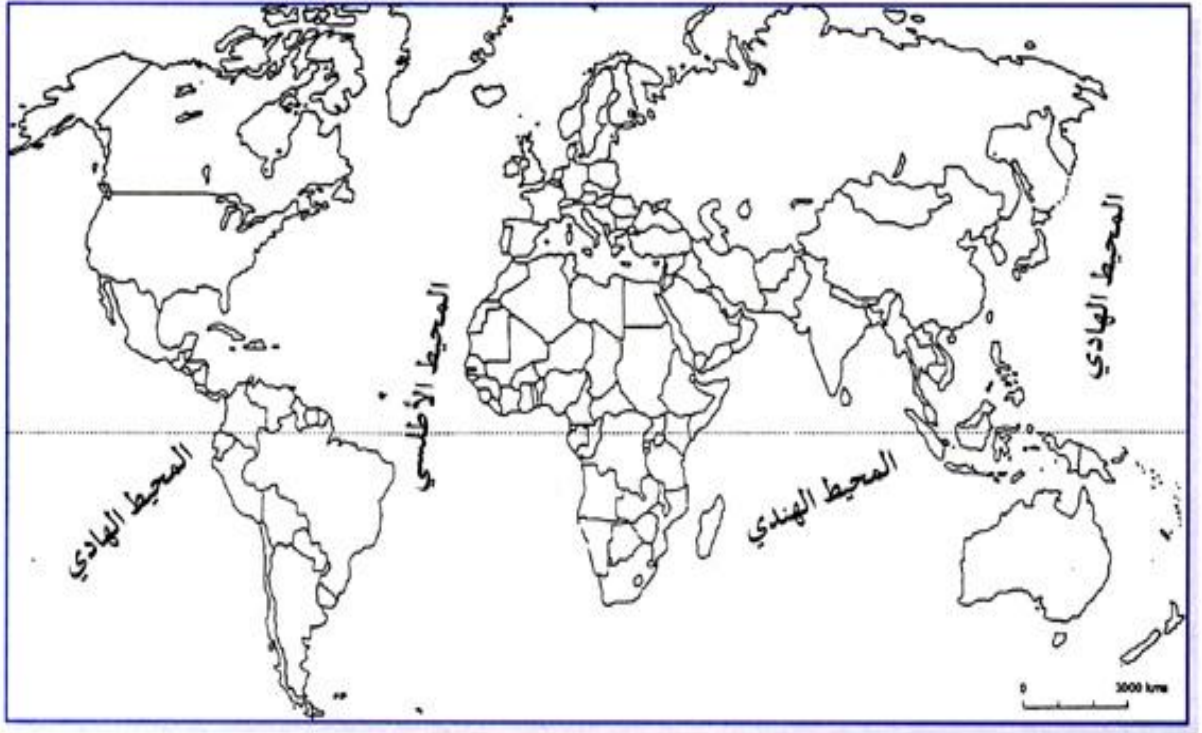 المحيط الهادي
المحيط الأطلسي
المحيط الهندي
المحيط الهادي
0 3000 kms